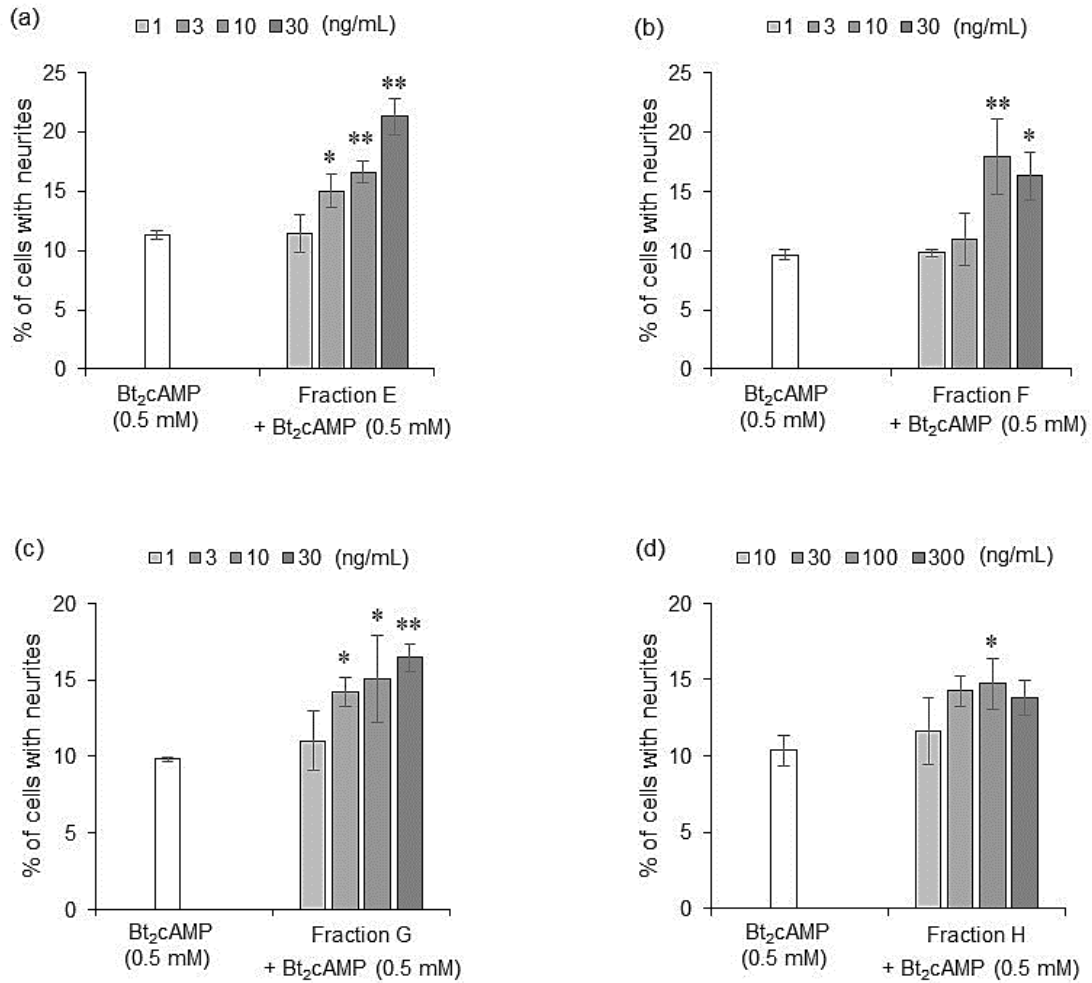 (a)
1 3 10 30 (ng/mL)
25
20
15
10
5
0
% of cells with neurites
*
**
**
Bt₂cAMP
(0.5 mM)
Fraction E
+ Bt₂cAMP (0.5 mM)
(b)
1 3 10 30 (ng/mL)
25
20
15
10
5
0
% of cells with neurites
**
*
Bt₂cAMP
(0.5 mM)
Fraction F
+ Bt₂cAMP (0.5 mM)
(c)
1 3 10 30 (ng/mL)
20
15
10
5
0
% of cells with neurites
*
*
**
Bt₂cAMP
(0.5 mM)
Fraction G
+ Bt₂cAMP (0.5 mM)
(d)
10 30 100 300 (ng/mL)
20
15
10
5
0
% of cells with neurites
*
Bt₂cAMP
(0.5 mM)
Fraction H
+ Bt₂cAMP (0.5 mM)